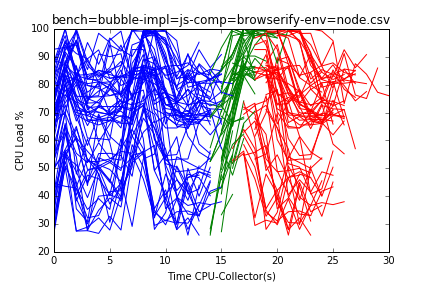 bench=bubble-impl=js-comp=browserify-env=node.csv
100
90
80
70
60
50
40
30
20
CPU Load %
0 5 10 15 20 25 30
Time CPU-Collector(s)